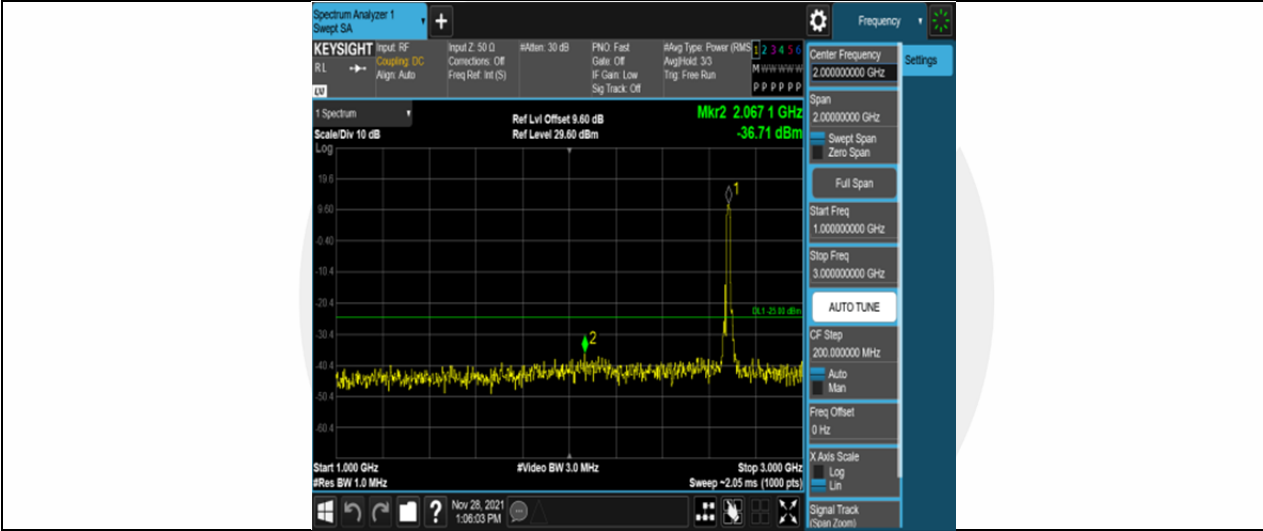 Spectrum Analyzer 1
Swept SA
+
Frequency
KEYSIGHT
RL
LV
Input: RF
Coupling: DC
Align: Auto
Input Z: 50 Ω
Corrections: Off
Freq Ref: Int (S)
#Atten: 30 dB
PNO: Fast
Gate: Off
IF Gain: Low
Sig Track: Off
#Avg Type: Power (RMS
Avg|Hold: 3/3
Trig: Free Run
1 2 3 4 5 6
M W W W W W
P P P P P P
1 Spectrum
Ref Lvl Offset 9.60 dB
Mkr2 2.067 1 GHz
Scale/Div 10 dB
Ref Level 29.60 dBm
-36.71 dBm
Log
19.6
9.60
-0.40
-10.4
-20.4
-30.4
-40.4
-50.4
-60.4
1
DL1 -25.00 dBm
2
Start 1.000 GHz
#Video BW 3.0 MHz
Stop 3.000 GHz
#Res BW 1.0 MHz
Sweep ~2.05 ms (1000 pts)
?
Nov 28, 2021
1:06:03 PM
Center Frequency
2.000000000 GHz
Settings
Span
2.00000000 GHz
Swept Span
Zero Span
Full Span
Start Freq
1.000000000 GHz
Stop Freq
3.000000000 GHz
AUTO TUNE
CF Step
200.000000 MHz
Auto
Man
Freq Offset
0 Hz
X Axis Scale
Log
Lin
Signal Track
(Span Zoom)